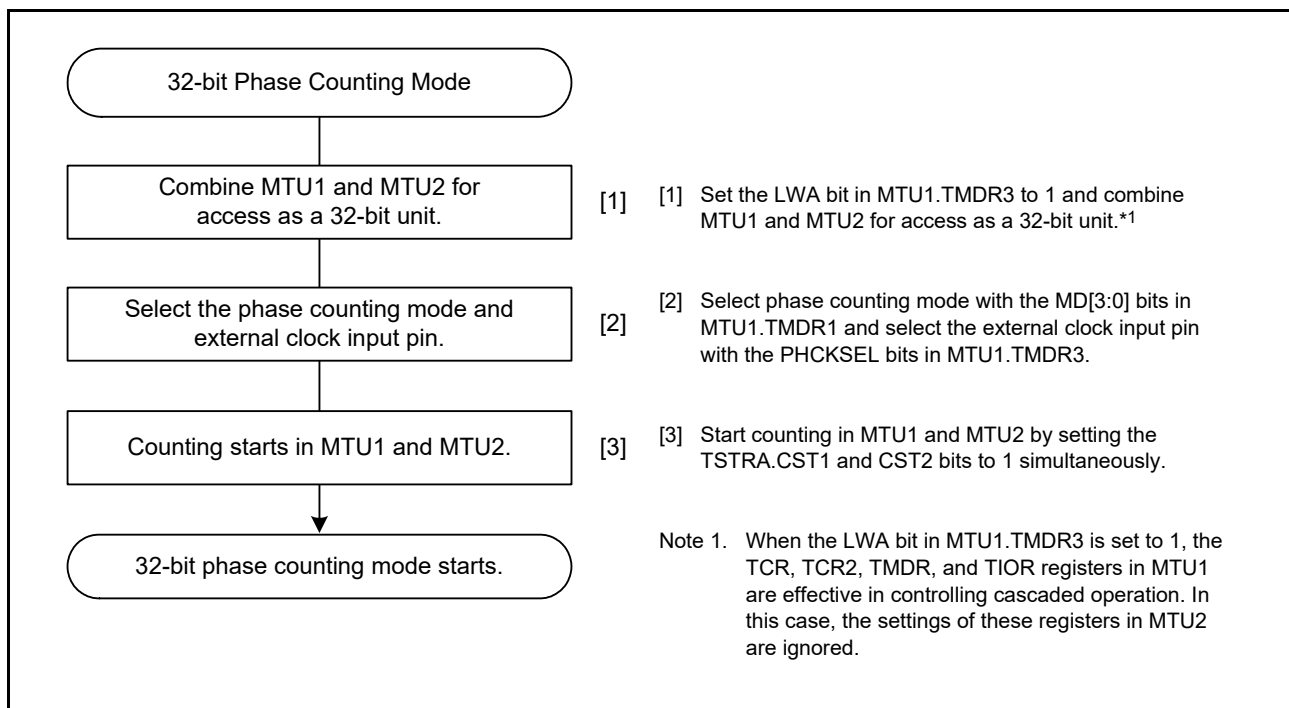 32-bit Phase Counting Mode
Combine MTU1 and MTU2 for
access as a 32-bit unit.
[1]
[1] Set the LWA bit in MTU1.TMDR3 to 1 and combine
MTU1 and MTU2 for access as a 32-bit unit.*1
Select the phase counting mode and
external clock input pin.
[2]
[2] Select phase counting mode with the MD[3:0] bits in
MTU1.TMDR1 and select the external clock input pin
with the PHCKSEL bits in MTU1.TMDR3.
Counting starts in MTU1 and MTU2.
[3]
[3] Start counting in MTU1 and MTU2 by setting the
TSTRA.CST1 and CST2 bits to 1 simultaneously.
32-bit phase counting mode starts.
Note 1. When the LWA bit in MTU1.TMDR3 is set to 1, the
TCR, TCR2, TMDR, and TIOR registers in MTU1
are effective in controlling cascaded operation. In
this case, the settings of these registers in MTU2
are ignored.